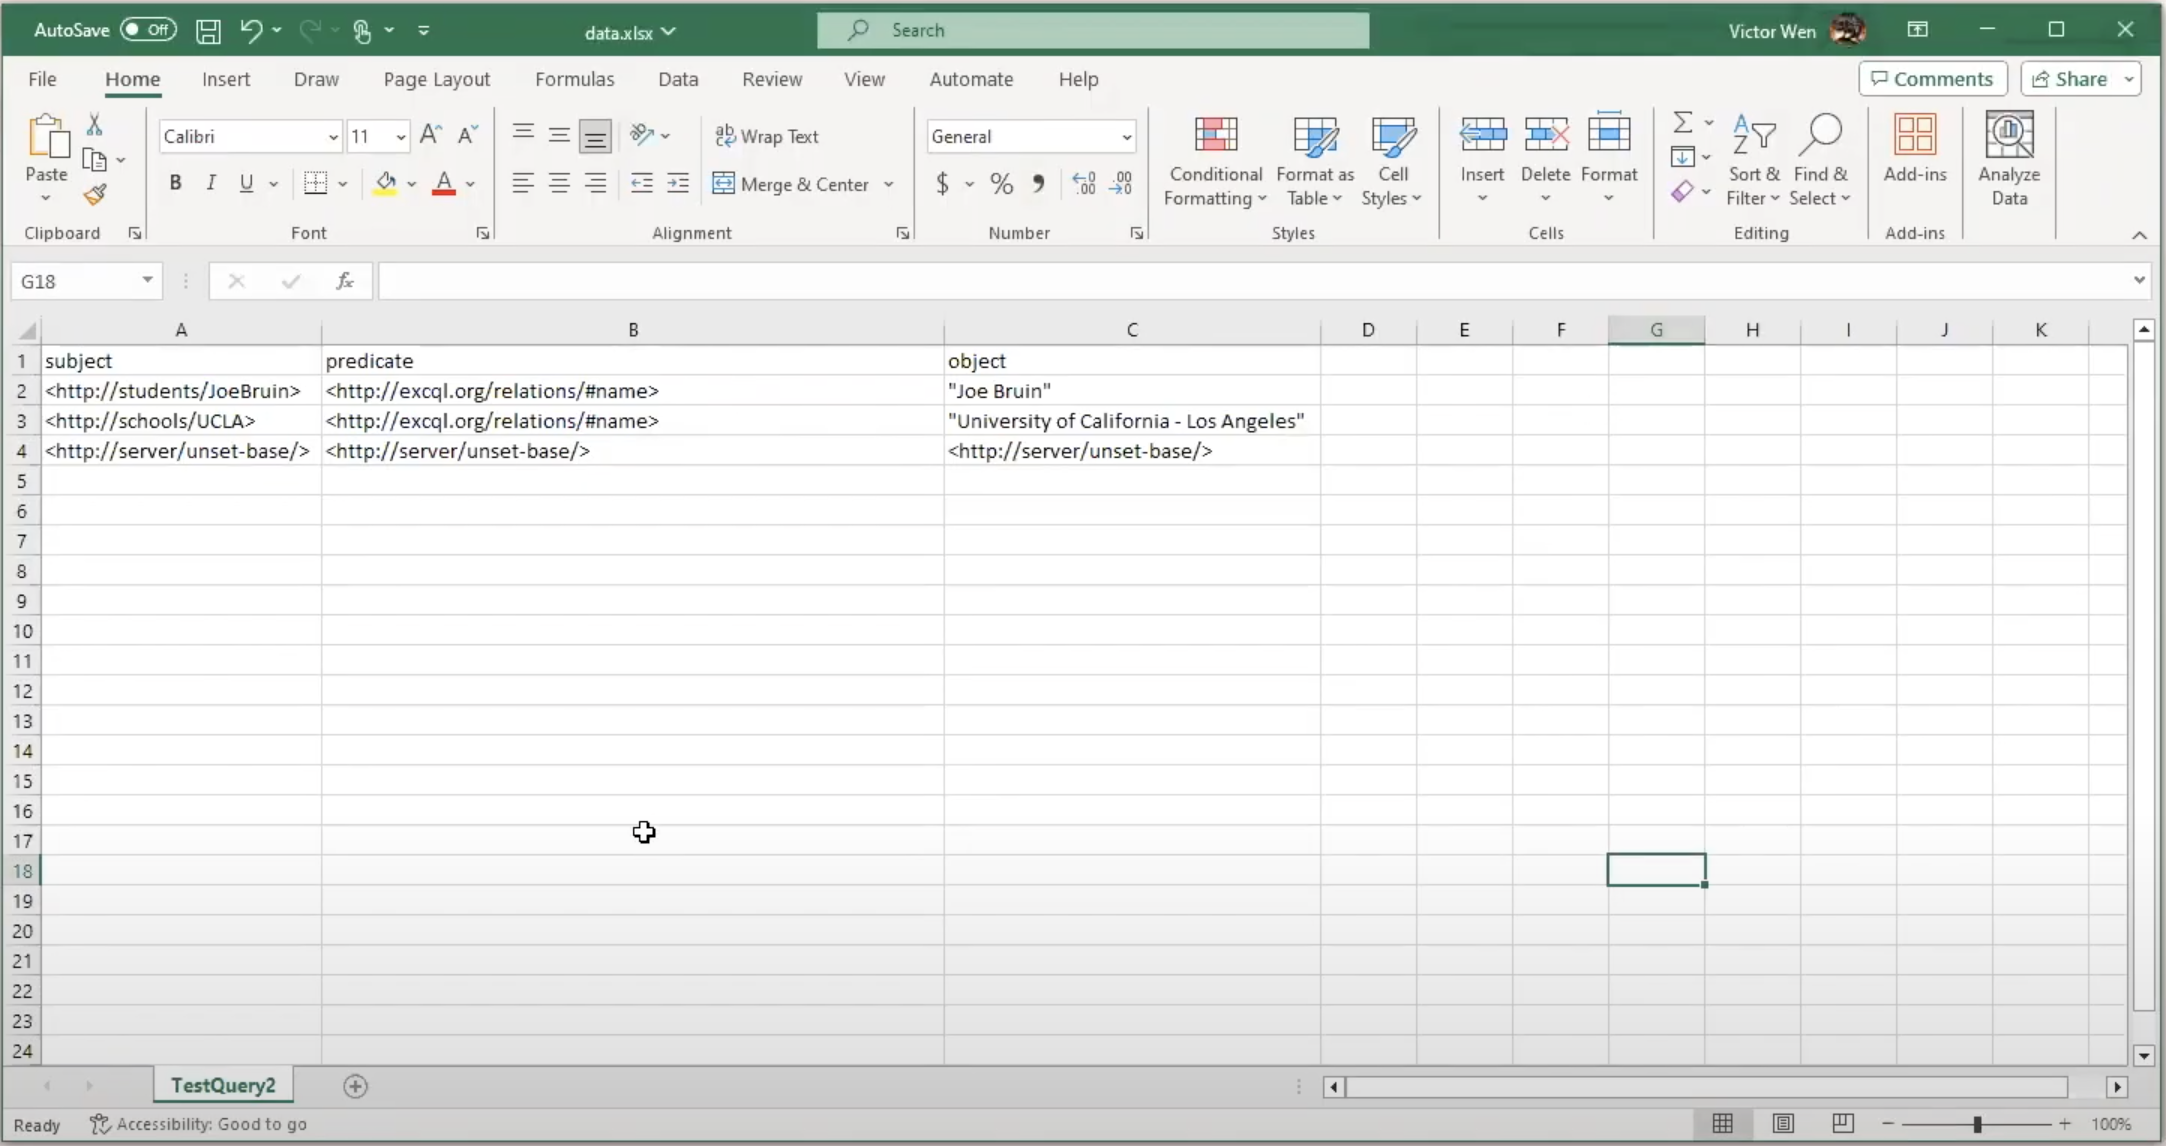 AutoSave Off data.xlsx Search Victor Wen
File Home Insert Draw Page Layout Formulas Data Review View Automate Help Comments Share
Calibri 11 A A Wrap Text General
Paste B I U A Merge & Center $ % , Conditional Formatting Format as Table Cell Styles Insert Delete Format Sort & Filter Find & Select Add-ins Analyze Data
Clipboard Font Alignment Number Styles Cells Editing Add-ins
G18 fx
A B C D E F G H I J K
1 subject predicate object
2 <http://students/JoeBruin> <http://excql.org/relations/#name> "Joe Bruin"
3 <http://schools/UCLA> <http://excql.org/relations/#name> "University of California - Los Angeles"
4 <http://server/unset-base/> <http://server/unset-base/> <http://server/unset-base/>
5
6
7
8
9
10
11
12
13
14
15
16
17
18
19
20
21
22
23
24
TestQuery2
Ready Accessibility: Good to go 100%